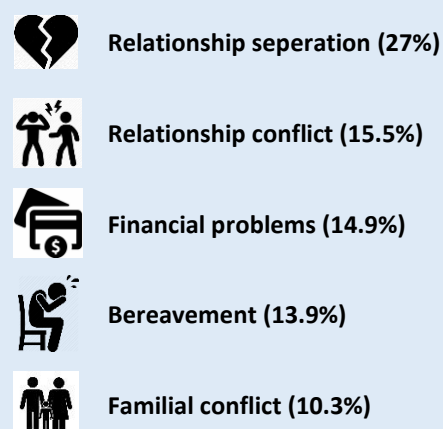 Relationship seperation (27%)
Relationship conflict (15.5%)
Financial problems (14.9%)
Bereavement (13.9%)
Familial conflict (10.3%)